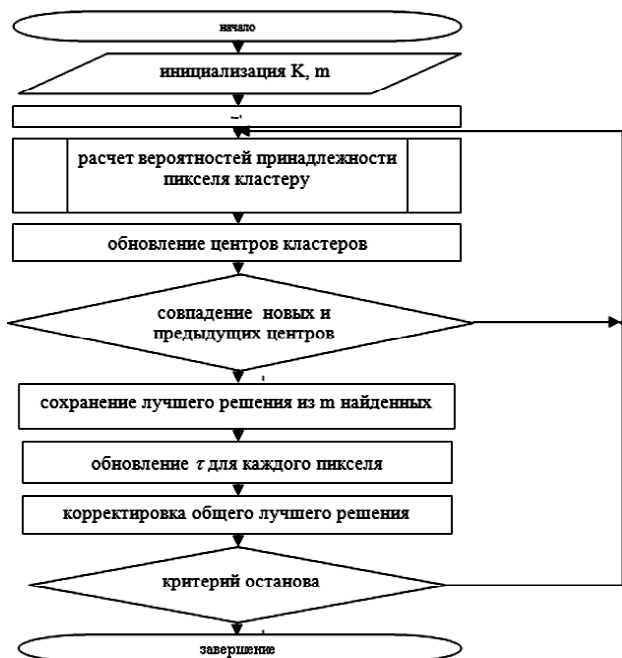 начало
инициализация K, m
расчет вероятностей принадлежности
пикселя кластеру
обновление центров кластеров
совпадение новых и
предыдущих центров
сохранение лучшего решения из m найденных
обновление τ для каждого пикселя
корректировка общего лучшего решения
критерий останова
завершение